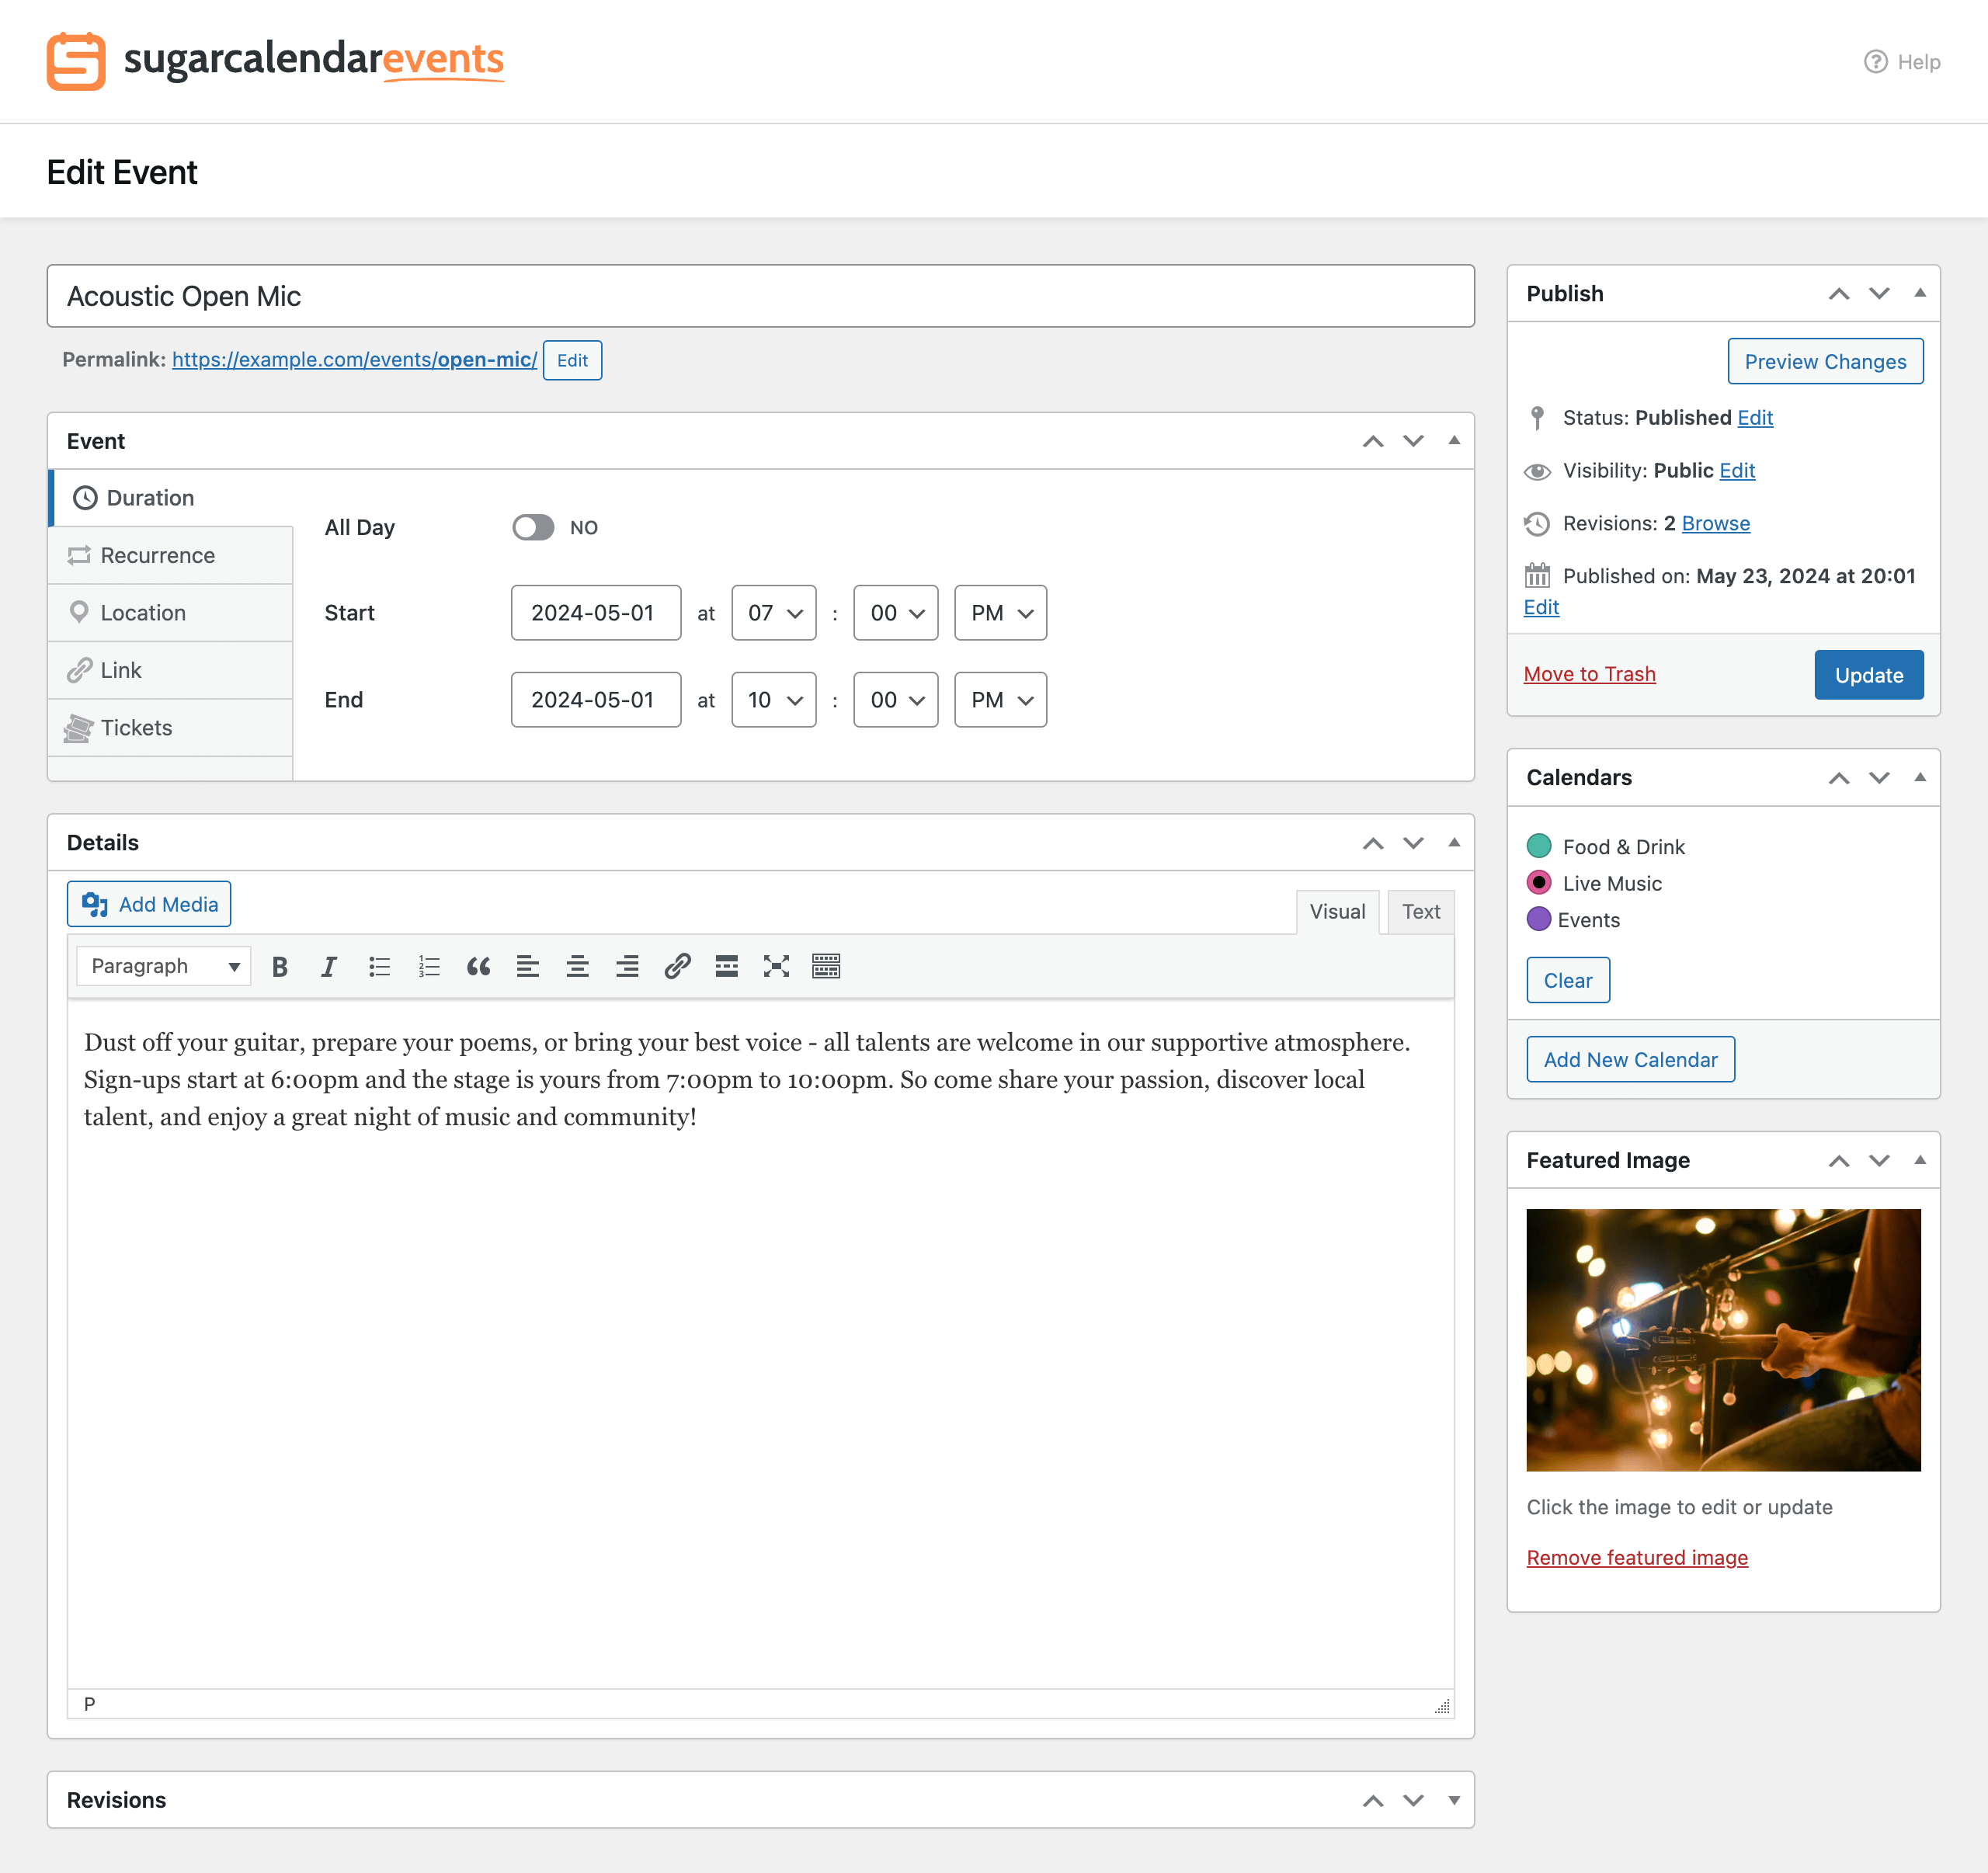 sugarcalendarevents
Help
Edit Event
Acoustic Open Mic
Permalink: https://example.com/events/open-mic/ Edit
Event
Duration
Recurrence
Location
Link
Tickets
All Day NO
Start 2024-05-01 at 07 : 00 PM
End 2024-05-01 at 10 : 00 PM
Details
Add Media
Visual Text
Paragraph
Dust off your guitar, prepare your poems, or bring your best voice - all talents are welcome in our supportive atmosphere.
Sign-ups start at 6:00pm and the stage is yours from 7:00pm to 10:00pm. So come share your passion, discover local
talent, and enjoy a great night of music and community!
P
Revisions
Publish
Preview Changes
Status: Published Edit
Visibility: Public Edit
Revisions: 2 Browse
Published on: May 23, 2024 at 20:01
Edit
Move to Trash
Update
Calendars
Food & Drink
Live Music
Events
Clear
Add New Calendar
Featured Image
Click the image to edit or update
Remove featured image